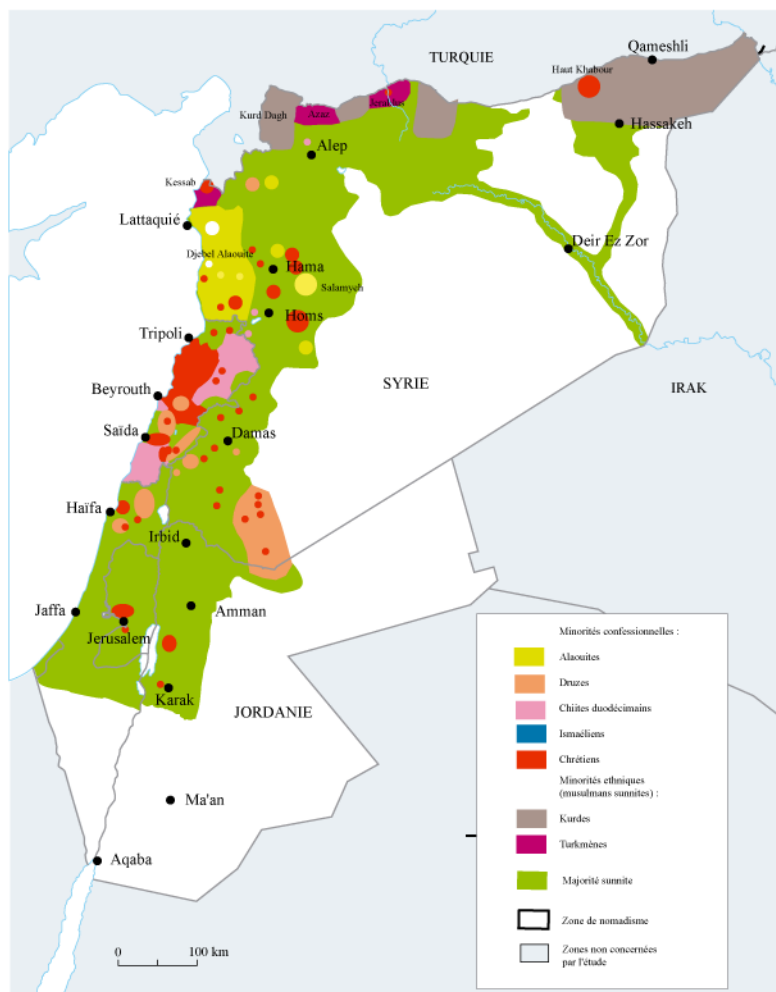 TURQUIE
Qameshli
Haut Khabour
Kurd Dagh
Azaz
Jerablus
Hassakeh
Alep
Kessab
Lattaquié
Deir Ez Zor
Djebel Alaouite
Hama
Salamyeh
Homs
Tripoli
SYRIE
Beyrouth
IRAK
Saïda
Damas
Haïfa
Irbid
Jaffa
Amman
Jerusalem
Karak
JORDANIE
Ma'an
Aqaba
0
100 km
Minorités confessionnelles :
Alaouites
Druzes
Chiites duodécimains
Ismaéliens
Chrétiens
Minorités ethniques
(musulmans sunnites) :
Kurdes
Turkmènes
Majorité sunnite
Zone de nomadisme
Zones non concernées
par l'étude